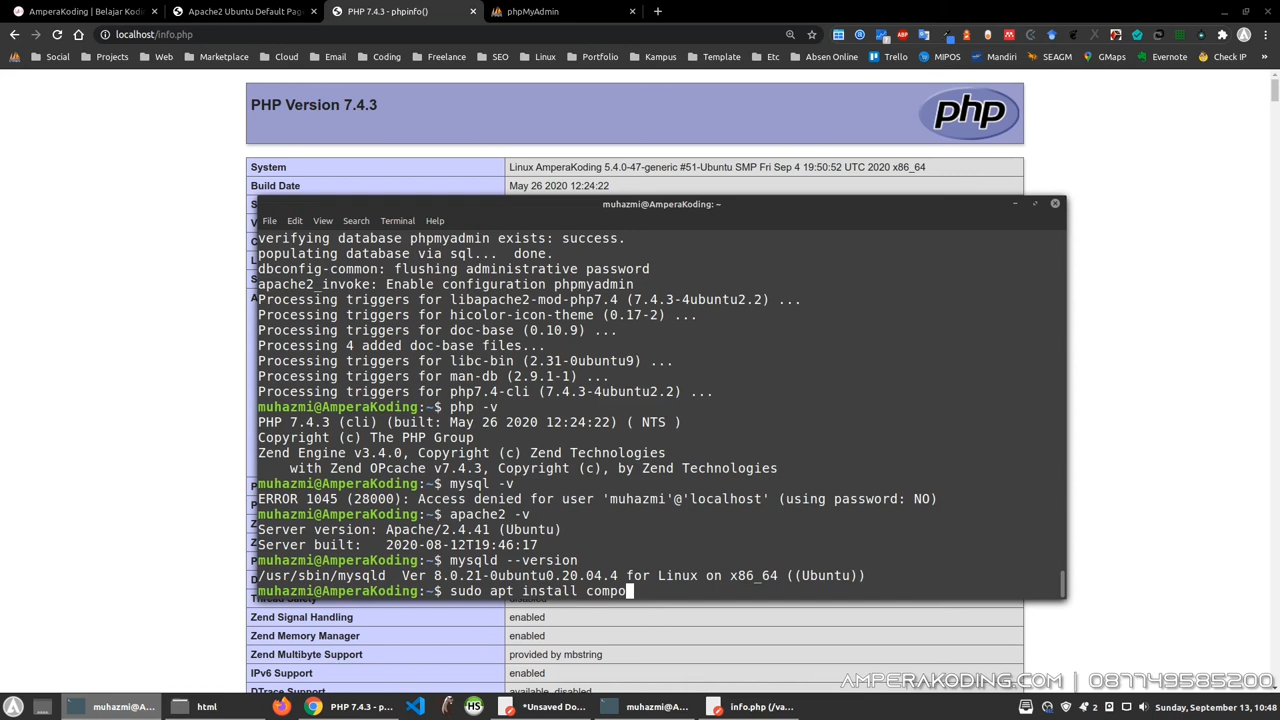 AmperaKoding | Belajar Kodi
Apache2 Ubuntu Default Page
PHP 7.4.3 - phpinfo()
phpMyAdmin
localhost/info.php
Social
Projects
Web
Marketplace
Cloud
Email
Coding
Freelance
SEO
Linux
Portfolio
Kampus
Template
Etc
Absen Online
Trello
MIPOS
Mandiri
SEAGM
GMaps
Evernote
Check IP
PHP Version 7.4.3
php
System Linux AmperaKoding 5.4.0-47-generic #51-Ubuntu SMP Fri Sep 4 19:50:52 UTC 2020 x86_64
Build Date May 26 2020 12:24:22
muhazmi@AmperaKoding: ~
File Edit View Search Terminal Help
verifying database phpmyadmin exists: success.
populating database via sql... done.
dbconfig-common: flushing administrative password
apache2_invoke: Enable configuration phpmyadmin
Processing triggers for libapache2-mod-php7.4 (7.4.3-4ubuntu2.2) ...
Processing triggers for hicolor-icon-theme (0.17-2) ...
Processing triggers for doc-base (0.10.9) ...
Processing 4 added doc-base files...
Processing triggers for libc-bin (2.31-0ubuntu9) ...
Processing triggers for man-db (2.9.1-1) ...
Processing triggers for php7.4-cli (7.4.3-4ubuntu2.2) ...
muhazmi@AmperaKoding:~$ php -v
PHP 7.4.3 (cli) (built: May 26 2020 12:24:22) ( NTS )
Copyright (c) The PHP Group
Zend Engine v3.4.0, Copyright (c) Zend Technologies
with Zend OPcache v7.4.3, Copyright (c), by Zend Technologies
muhazmi@AmperaKoding:~$ mysql -v
ERROR 1045 (28000): Access denied for user 'muhazmi'@'localhost' (using password: NO)
muhazmi@AmperaKoding:~$ apache2 -v
Server version: Apache/2.4.41 (Ubuntu)
Server built: 2020-08-12T19:46:17
muhazmi@AmperaKoding:~$ mysqld --version
/usr/sbin/mysqld Ver 8.0.21-0ubuntu0.20.04.4 for Linux on x86_64 ((Ubuntu))
muhazmi@AmperaKoding:~$ sudo apt install compo
Zend Signal Handling enabled
Zend Memory Manager enabled
Zend Multibyte Support provided by mbstring
IPv6 Support enabled
DTrace Support available, disabled
AMPERAKODING.COM | 087749585200
muhazmi@A...
html
PHP 7.4.3 - p...
*Unsaved Do...
muhazmi@A...
info.php (/va...
Sunday, September 13, 10:48